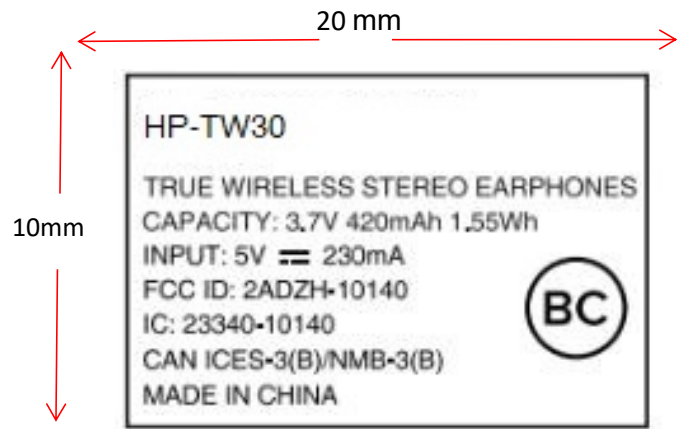 20 mm
10mm
HP-TW30
TRUE WIRELESS STEREO EARPHONES
CAPACITY: 3.7V 420mAh 1.55Wh
INPUT: 5V ⎓ 230mA
FCC ID: 2ADZH-10140
IC: 23340-10140
CAN ICES-3(B)/NMB-3(B)
MADE IN CHINA
BC